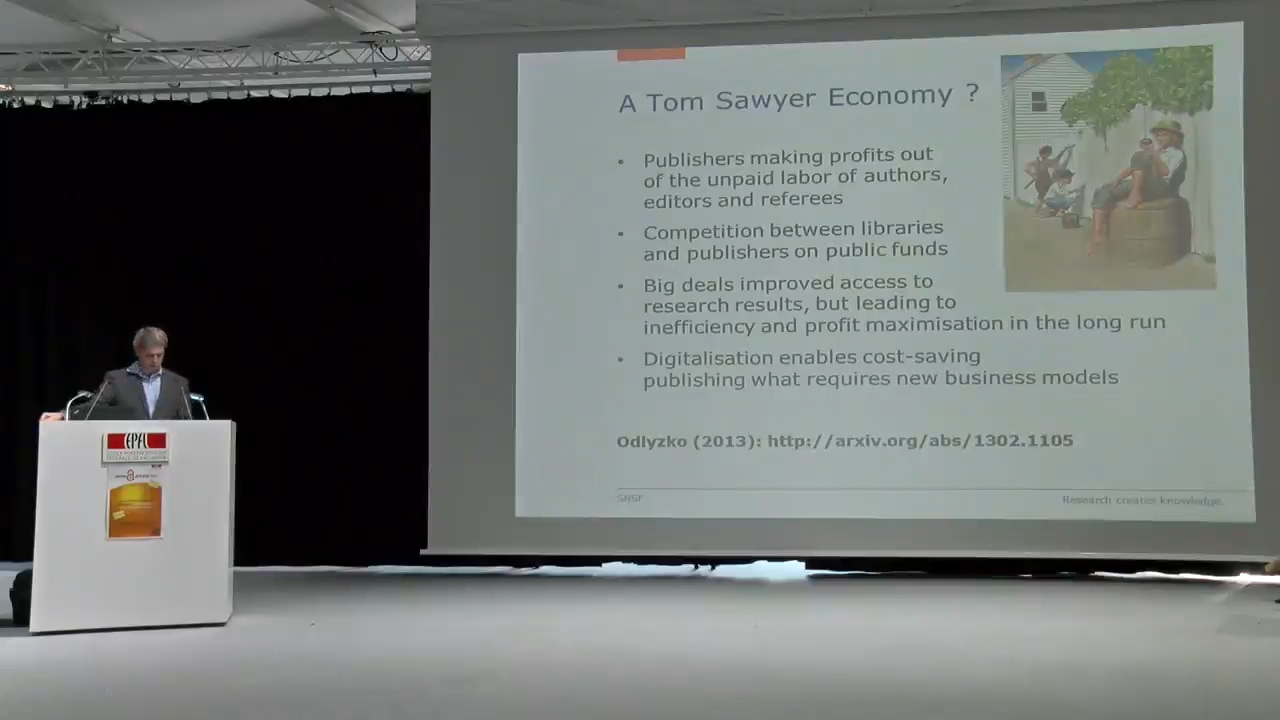 A Tom Sawyer Economy ?
• Publishers making profits out
of the unpaid labor of authors,
editors and referees
• Competition between libraries
and publishers on public funds
• Big deals improved access to
research results, but leading to
inefficiency and profit maximisation in the long run
• Digitalisation enables cost-saving
publishing what requires new business models
Odlyzko (2013): http://arxiv.org/abs/1302.1105
SNSF
Research creates knowledge.
EPFL